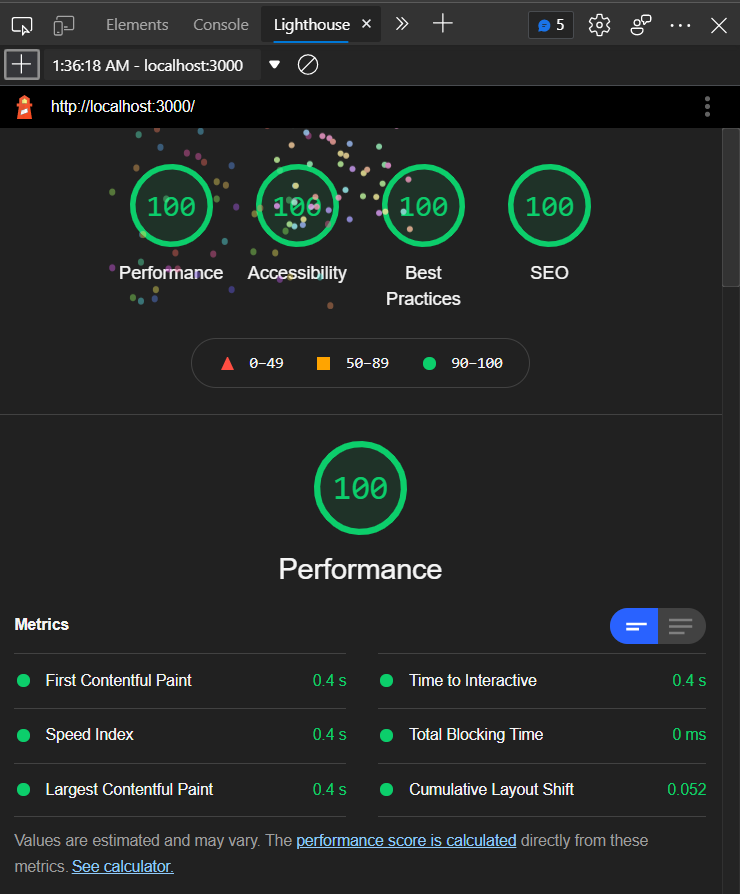 Elements Console Lighthouse 5
1:36:18 AM - localhost:3000
http://localhost:3000/
100 100 100 100
Performance Accessibility Best Practices SEO
0–49 50–89 90–100
100
Performance
Metrics
First Contentful Paint 0.4 s
Time to Interactive 0.4 s
Speed Index 0.4 s
Total Blocking Time 0 ms
Largest Contentful Paint 0.4 s
Cumulative Layout Shift 0.052
Values are estimated and may vary. The performance score is calculated directly from these
metrics. See calculator.